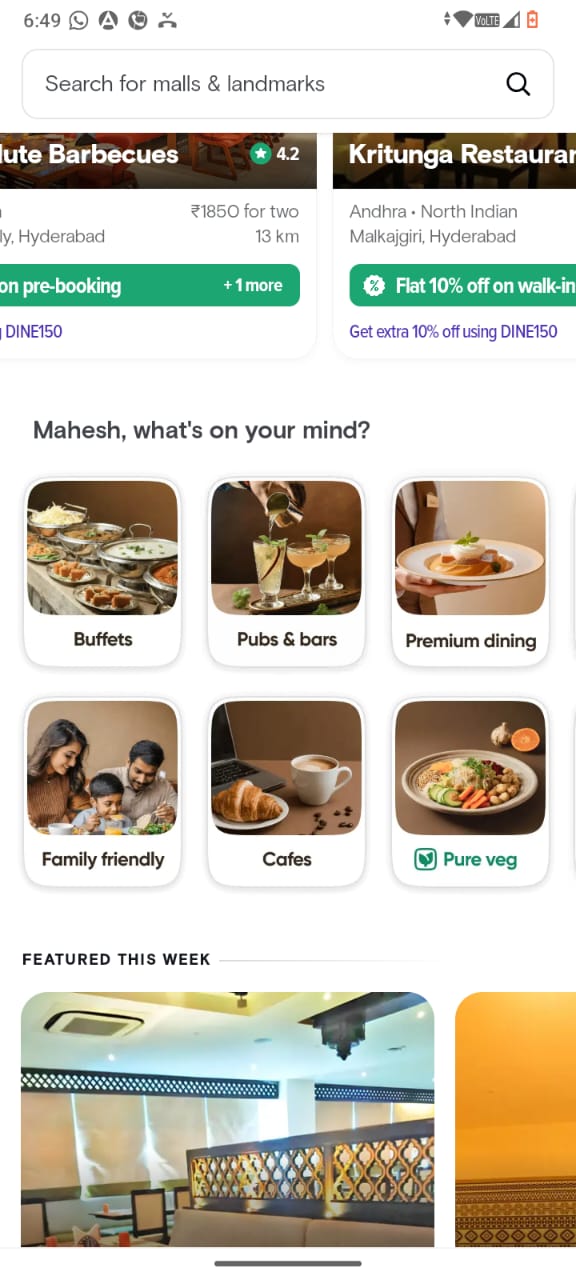 6:49
VoLTE
Search for malls & landmarks
lute Barbecues
4.2
Kritunga Restauran
₹1850 for two
ly, Hyderabad
13 km
Andhra • North Indian
Malkajgiri, Hyderabad
on pre-booking
+ 1 more
Flat 10% off on walk-in
DINE150
Get extra 10% off using DINE150
Mahesh, what's on your mind?
Buffets
Pubs & bars
Premium dining
Family friendly
Cafes
Pure veg
FEATURED THIS WEEK